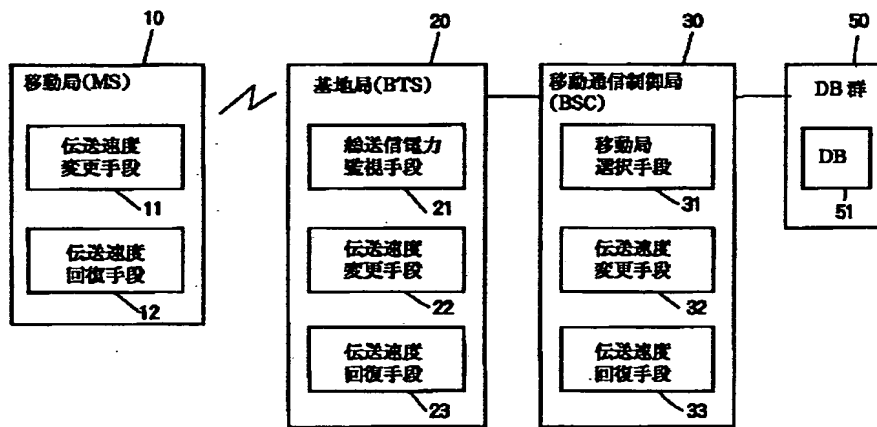 10
移動局(MS)
伝送速度
変更手段
11
伝送速度
回復手段
12
20
基地局(BTS)
総送信電力
監視手段
21
伝送速度
変更手段
22
伝送速度
回復手段
23
30
移動通信制御局
(BSC)
移動局
選択手段
31
伝送速度
変更手段
32
伝送速度
回復手段
33
50
DB 群
DB
51